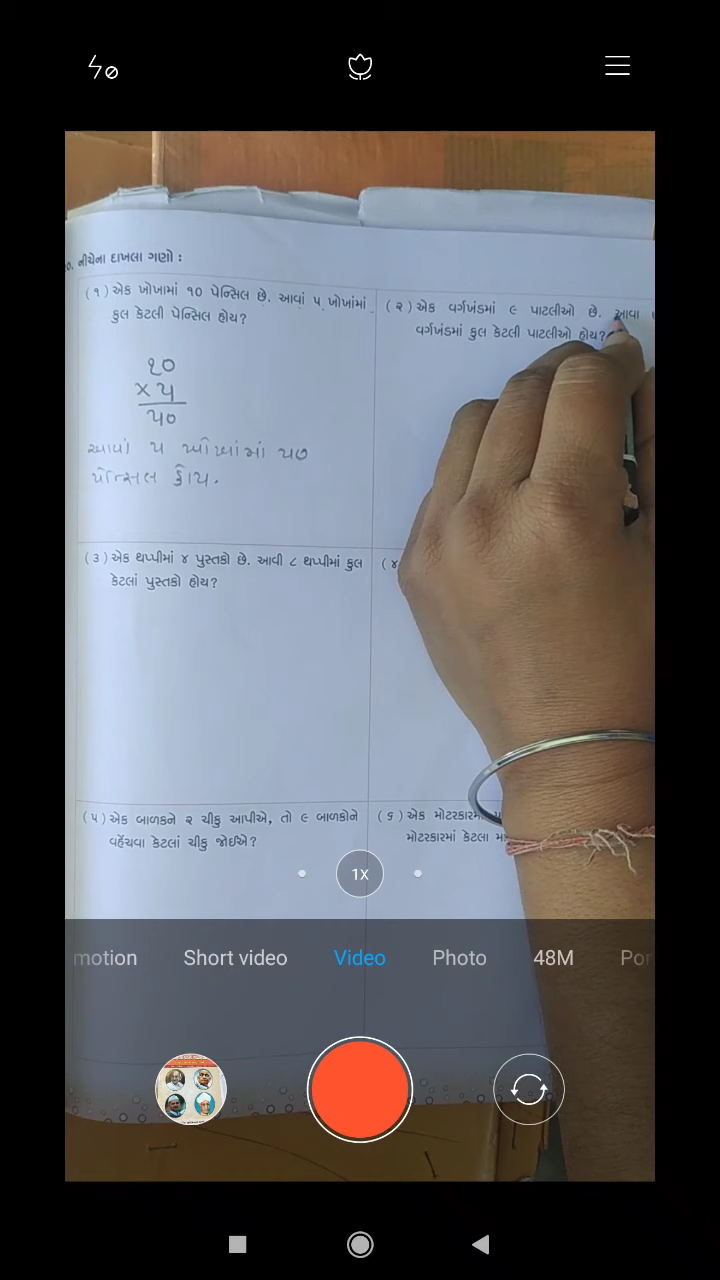 નીચેના દાખલા ગણો :
(૧) એક ખોખામાં ૧૦ પેન્સિલ છે. આવાં ૫ ખોખાંમાં
કુલ કેટલી પેન્સિલ હોય?
૧૦
x ૫
૫૦
આવાં ૫ ખોખાંમાં ૫૦
પેન્સિલ હોય.
(૨) એક વર્ગખંડમાં ૯ પાટલીઓ છે. આવા
વર્ગખંડમાં કુલ કેટલી પાટલીઓ હોય?
(૩) એક થપ્પીમાં ૪ પુસ્તકો છે. આવી ૮ થપ્પીમાં કુલ
કેટલાં પુસ્તકો હોય?
(૪
(૫) એક બાળકને ૨ ચીકુ આપીએ, તો ૯ બાળકોને
વહેંચવા કેટલાં ચીકુ જોઈએ?
(૬) એક મોટરકારમાં
મોટરકારમાં કેટલા
1X
motion Short video Video Photo 48M Por